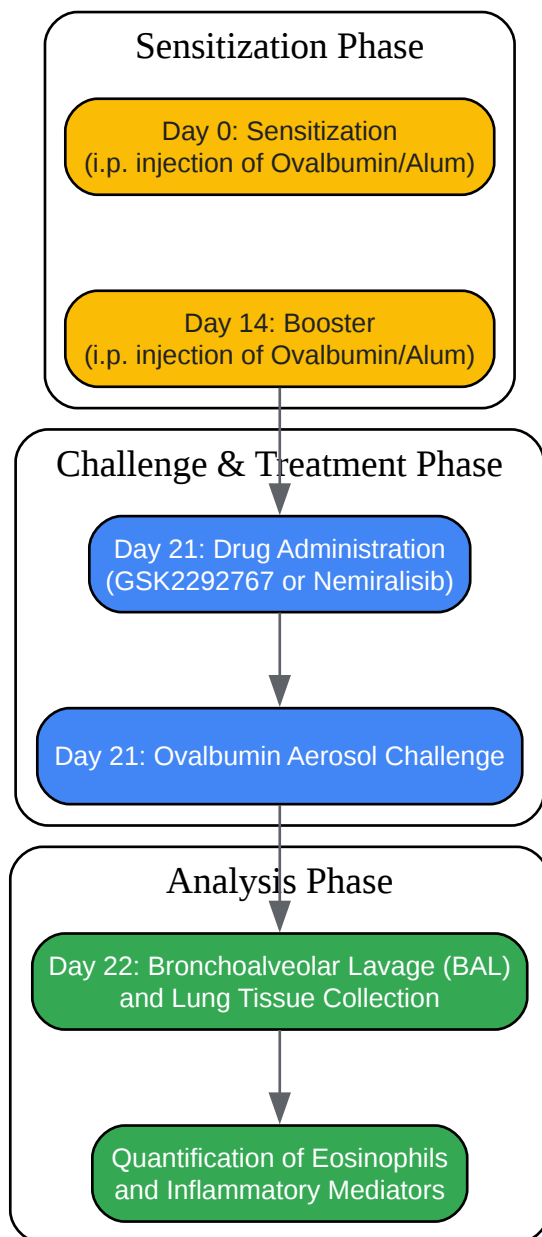 Sensitization Phase
Day 0: Sensitization
(i.p. injection of Ovalbumin/Alum)
Day 14: Booster
(i.p. injection of Ovalbumin/Alum)
Challenge & Treatment Phase
Day 21: Drug Administration
(GSK2292767 or Nemiralisib)
Day 21: Ovalbumin Aerosol Challenge
Analysis Phase
Day 22: Bronchoalveolar Lavage (BAL)
and Lung Tissue Collection
Quantification of Eosinophils
and Inflammatory Mediators